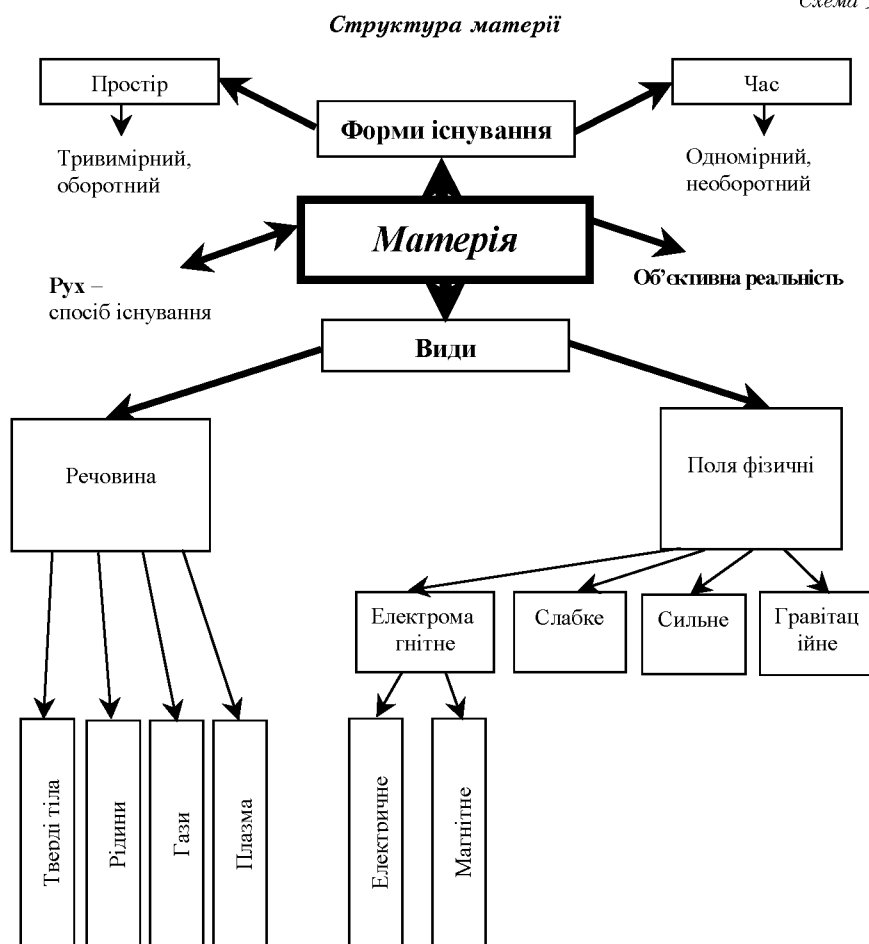 Схема 1
Структура матерії
Простір
Час
Форми існування
Тривимірний,
оборотний
Одномірний,
необоротний
Матерія
Рух –
спосіб існування
Об’єктивна реальність
Види
Речовина
Поля фізичні
Електрома
гнітне
Слабке
Сильне
Гравітац
ійне
Тверді тіла
Рідини
Гази
Плазма
Електричне
Магнітне